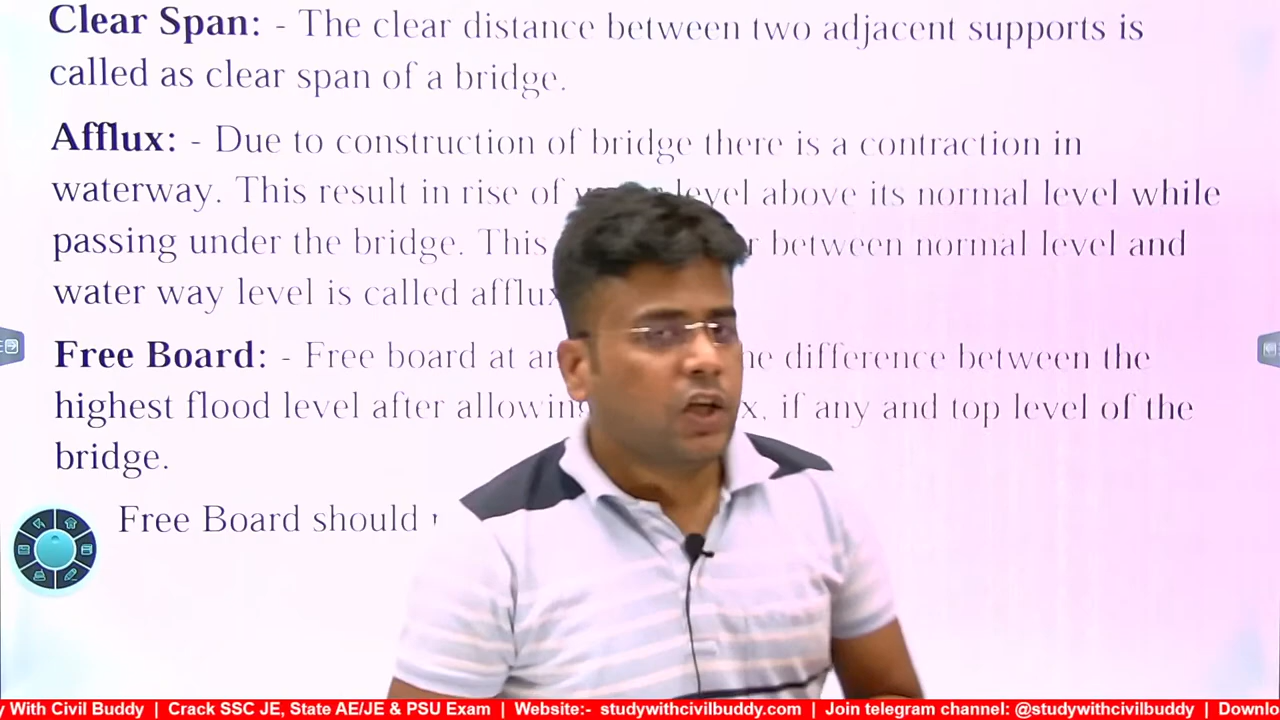 Clear Span: - The clear distance between two adjacent supports is
called as clear span of a bridge.
Afflux: - Due to construction of bridge there is a contraction in
waterway. This result in rise of level above its normal level while
passing under the bridge. This between normal level and
water way level is called afflux
Free Board: - Free board at difference between the
highest flood level after allowing if any and top level of the
bridge.
Free Board should
y With Civil Buddy | Crack SSC JE, State AE/JE & PSU Exam | Website:- studywithcivilbuddy.com | Join telegram channel: @studywithcivilbuddy | Downlo